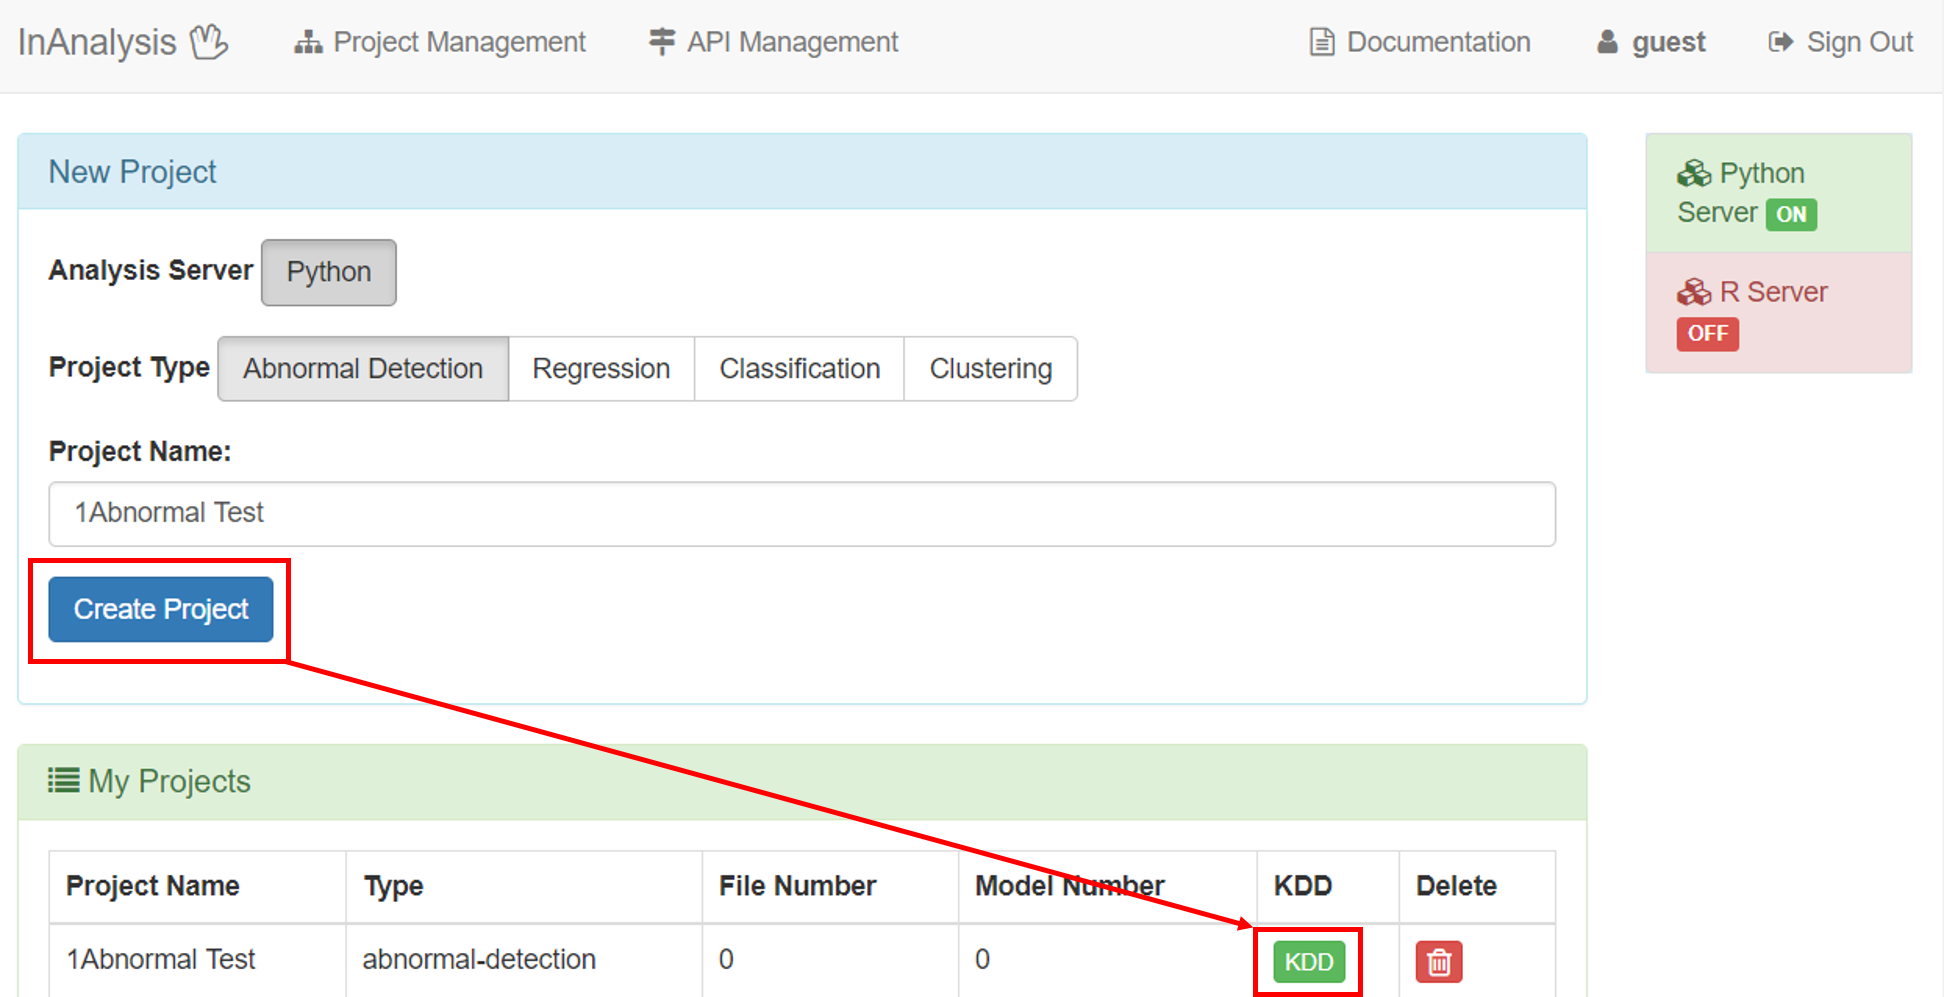 InAnalysis Project Management API Management Documentation guest Sign Out
New Project
Analysis Server Python
Project Type Abnormal Detection Regression Classification Clustering
Project Name:
1Abnormal Test
Create Project
Python
Server ON
R Server
OFF
My Projects
Project Name Type File Number Model Number KDD Delete
1Abnormal Test abnormal-detection 0 0 KDD